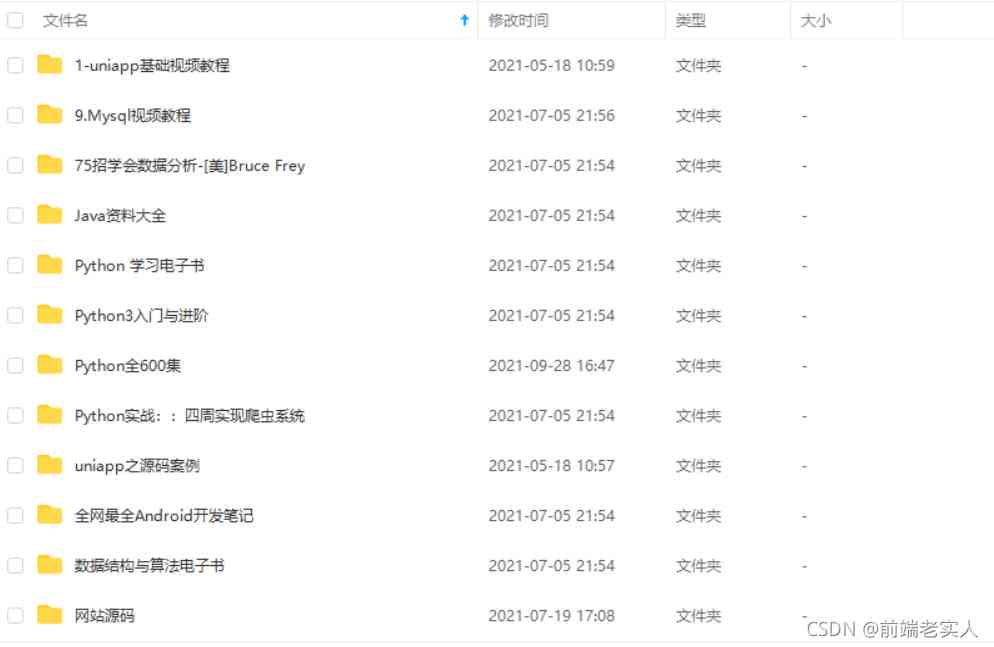 文件名 修改时间 类型 大小
1-uniapp基础视频教程 2021-05-18 10:59 文件夹 -
9.Mysql视频教程 2021-07-05 21:56 文件夹 -
75招学会数据分析-[美]Bruce Frey 2021-07-05 21:54 文件夹 -
Java资料大全 2021-07-05 21:54 文件夹 -
Python 学习电子书 2021-07-05 21:54 文件夹 -
Python3入门与进阶 2021-07-05 21:54 文件夹 -
Python全600集 2021-09-28 16:47 文件夹 -
Python实战：：四周实现爬虫系统 2021-07-05 21:54 文件夹 -
uniapp之源码案例 2021-05-18 10:57 文件夹 -
全网最全Android开发笔记 2021-07-05 21:54 文件夹 -
数据结构与算法电子书 2021-07-05 21:54 文件夹 -
网站源码 2021-07-19 17:08 文件夹 -
CSDN @前端老实人